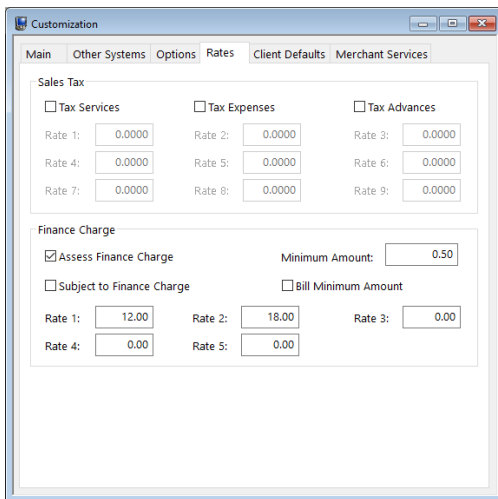 Customization
Main Other Systems Options Rates Client Defaults Merchant Services
Sales Tax
Tax Services Tax Expenses Tax Advances
Rate 1: 0.0000 Rate 2: 0.0000 Rate 3: 0.0000
Rate 4: 0.0000 Rate 5: 0.0000 Rate 6: 0.0000
Rate 7: 0.0000 Rate 8: 0.0000 Rate 9: 0.0000
Finance Charge
Assess Finance Charge Minimum Amount: 0.50
Subject to Finance Charge Bill Minimum Amount
Rate 1: 12.00 Rate 2: 18.00 Rate 3: 0.00
Rate 4: 0.00 Rate 5: 0.00